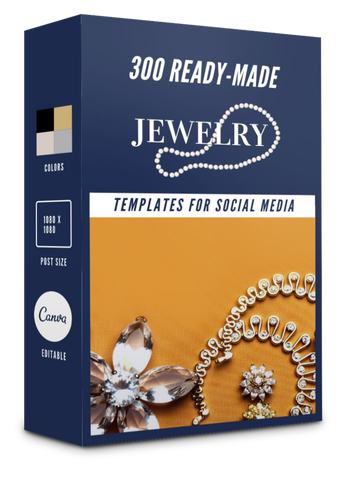 300 READY-MADE
JEWELRY
TEMPLATES FOR SOCIAL MEDIA
COLORS
1080 X
1080
POST SIZE
Canva
EDITABLE